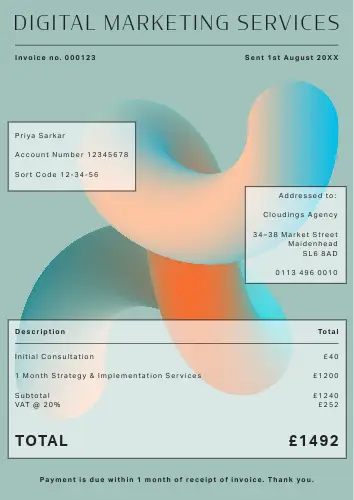 DIGITAL MARKETING SERVICES
Invoice no. 000123
Sent 1st August 20XX
Priya Sarkar
Account Number 12345678
Sort Code 12-34-56
Addressed to:
Cloudings Agency
34–38 Market Street
Maidenhead
SL6 8AD
0113 496 0010
Description Total
Initial Consultation £40
1 Month Strategy & Implementation Services £1200
Subtotal £1240
VAT @ 20% £252
TOTAL £1492
Payment is due within 1 month of receipt of invoice. Thank you.